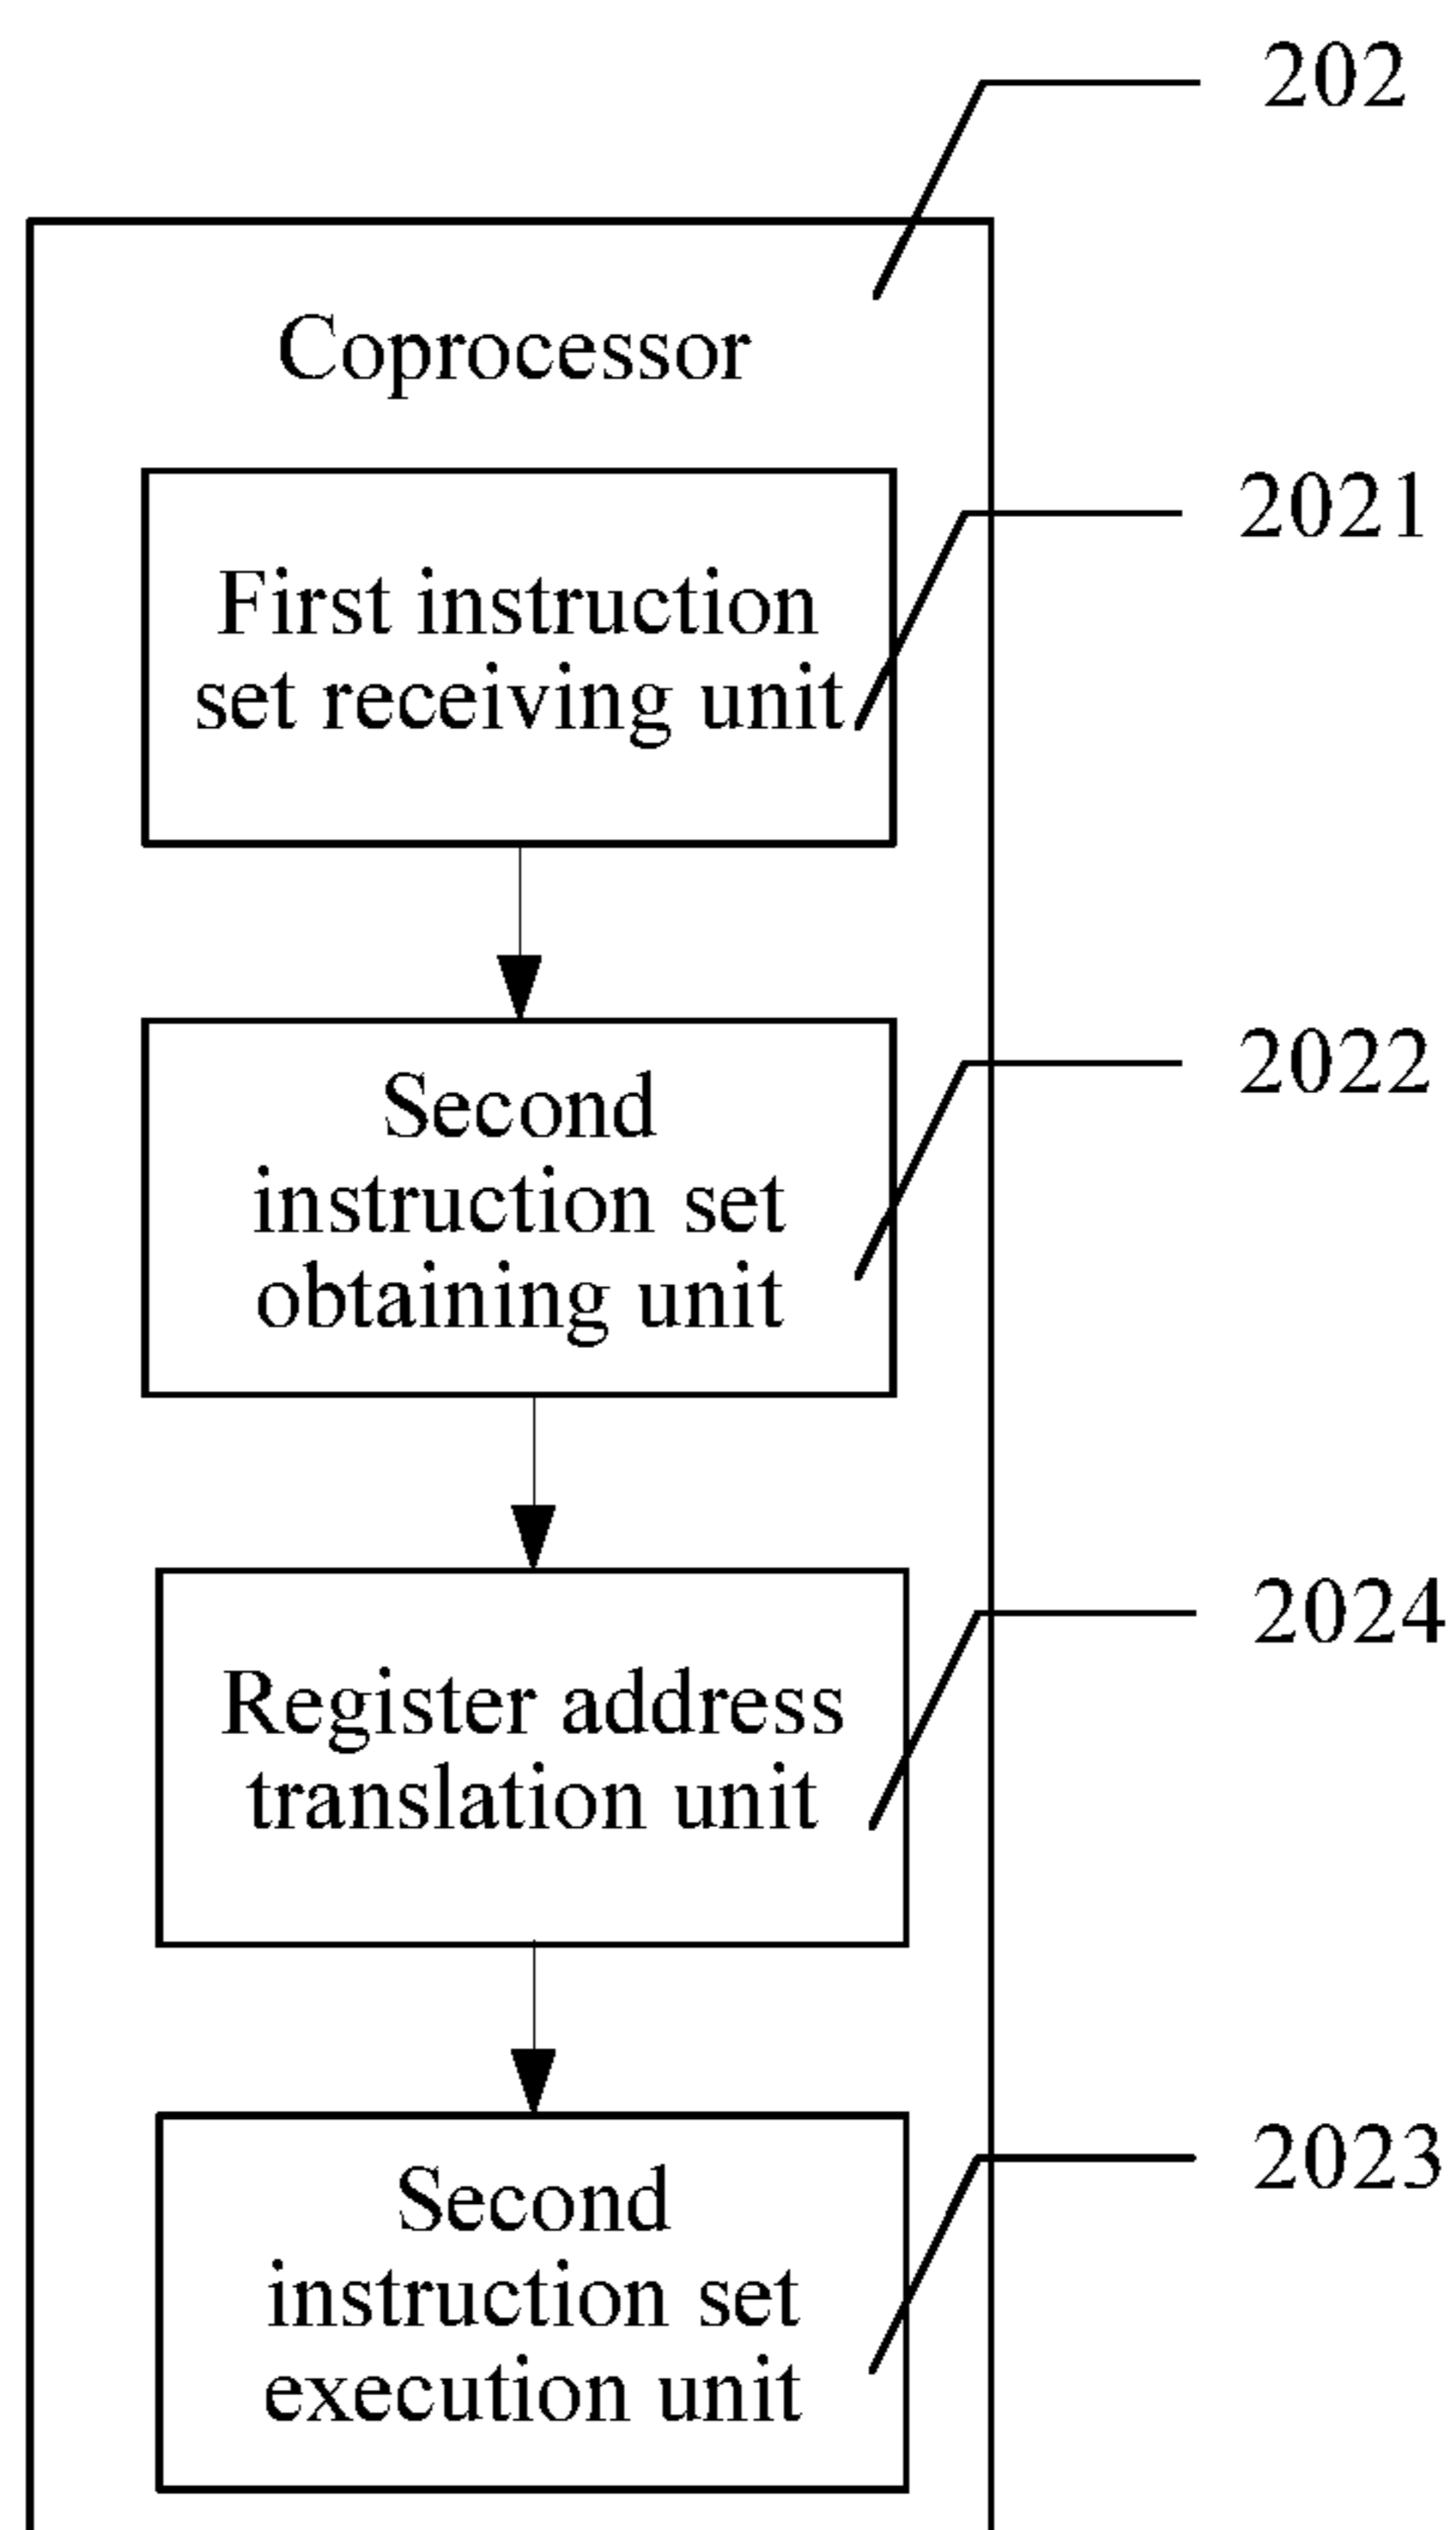 202
Coprocessor
2021
First instruction
set receiving unit
2022
Second
instruction set
obtaining unit
2024
Register address
translation unit
2023
Second
instruction set
execution unit